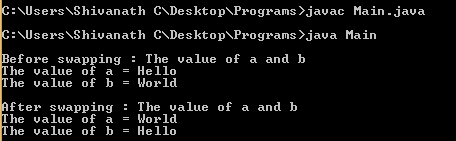 C:\Users\Shivanath C\Desktop\Programs>javac Main.java
C:\Users\Shivanath C\Desktop\Programs>java Main
Before swapping : The value of a and b
The value of a = Hello
The value of b = World
After swapping : The value of a and b
The value of a = World
The value of b = Hello